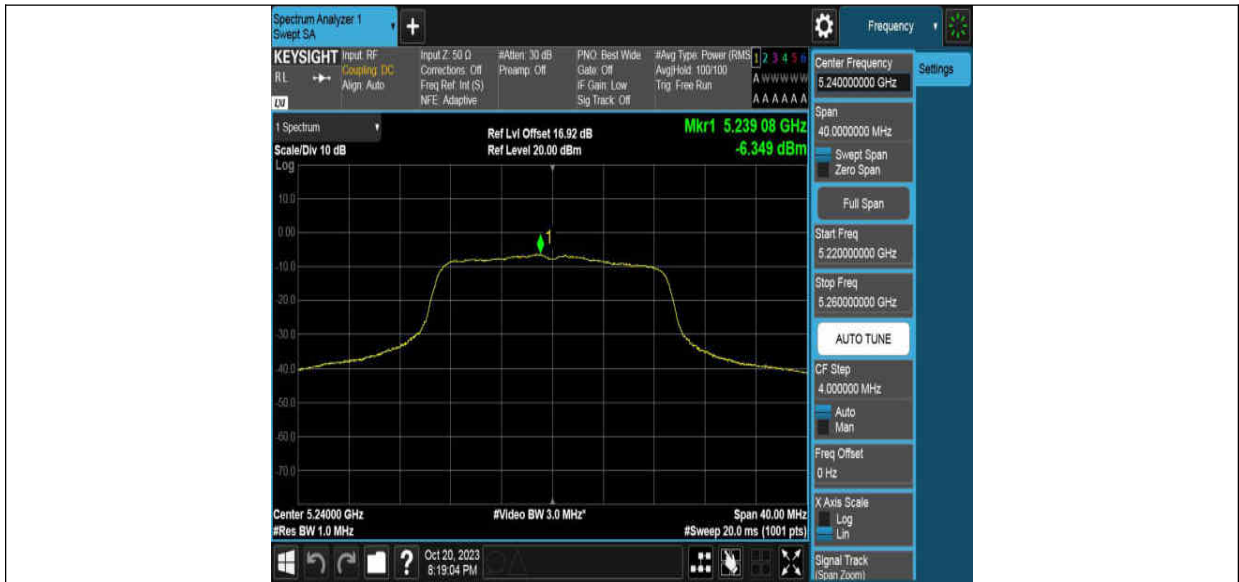 Spectrum Analyzer 1
Swept SA
+
Frequency
KEYSIGHT
RL
LXI
Input: RF
Coupling: DC
Align: Auto
Input Z: 50 Ω
Corrections: Off
Freq Ref: Int (S)
NFE: Adaptive
#Atten: 30 dB
Preamp: Off
PNO: Best Wide
Gate: Off
IF Gain: Low
Sig Track: Off
#Avg Type: Power (RMS
Avg|Hold: 100/100
Trig: Free Run
1 2 3 4 5 6
A W W W W W
A A A A A A
1 Spectrum
Scale/Div 10 dB
Ref Lvl Offset 16.92 dB
Ref Level 20.00 dBm
Mkr1 5.239 08 GHz
-6.349 dBm
Log
10.0
0.00
-10.0
-20.0
-30.0
-40.0
-50.0
-60.0
-70.0
1
Center 5.24000 GHz
#Res BW 1.0 MHz
#Video BW 3.0 MHz*
Span 40.00 MHz
#Sweep 20.0 ms (1001 pts)
?
Oct 20, 2023
8:19:04 PM
Center Frequency
5.240000000 GHz
Settings
Span
40.0000000 MHz
Swept Span
Zero Span
Full Span
Start Freq
5.220000000 GHz
Stop Freq
5.260000000 GHz
AUTO TUNE
CF Step
4.000000 MHz
Auto
Man
Freq Offset
0 Hz
X Axis Scale
Log
Lin
Signal Track
(Span Zoom)